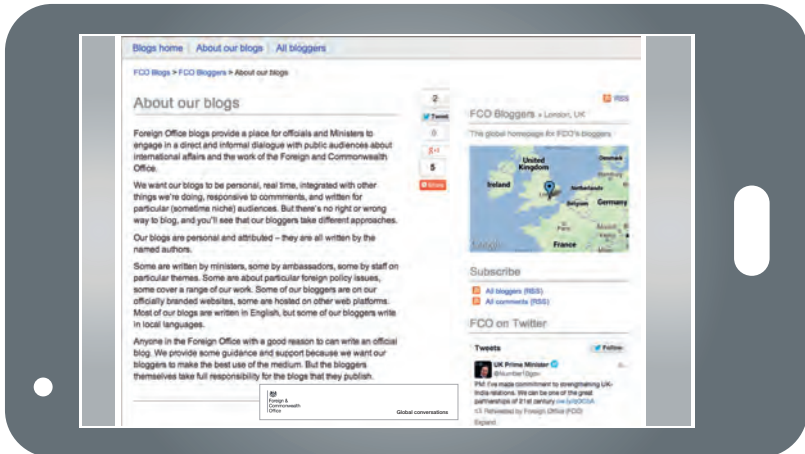 Blogs home About our blogs All bloggers
FCO Blogs > FCO Bloggers > About our blogs
About our blogs
Foreign Office blogs provide a place for officials and Ministers to
engage in a direct and informal dialogue with public audiences about
international affairs and the work of the Foreign and Commonwealth
Office.
We want our blogs to be personal, real time, integrated with other
things we're doing, responsive to commments, and written for
particular (sometime niche) audiences. But there's no right or wrong
way to blog, and you'll see that our bloggers take different approaches.
Our blogs are personal and attributed – they are all written by the
named authors.
Some are written by ministers, some by ambassadors, some by staff on
particular themes. Some are about particular foreign policy issues,
some cover a range of our work. Some of our bloggers are on our
officially branded websites, some are hosted on other web platforms.
Most of our blogs are written in English, but some of our bloggers write
in local languages.
Anyone in the Foreign Office with a good reason to can write an official
blog. We provide some guidance and support because we want our
bloggers to make the best use of the medium. But the bloggers
themselves take full responsibility for the blogs that they publish.
2
Tweet
0
g+1
5
Share
RSS
FCO Bloggers » London, UK
The global homepage for FCO's bloggers
United
Kingdom
Denmark
Hamburg
Ireland
Netherlands
Belgium
Germany
Paris
France
Google
Subscribe
All bloggers (RSS)
All comments (RSS)
FCO on Twitter
Tweets
Follow
UK Prime Minister
@Number10gov
PM: I've made commitment to strengthening UK-
India relations. We can be one of the great
partnerships of 21st century
Retweeted by Foreign Office (FCO)
Expand
Foreign &
Commonwealth
Office
Global conversations